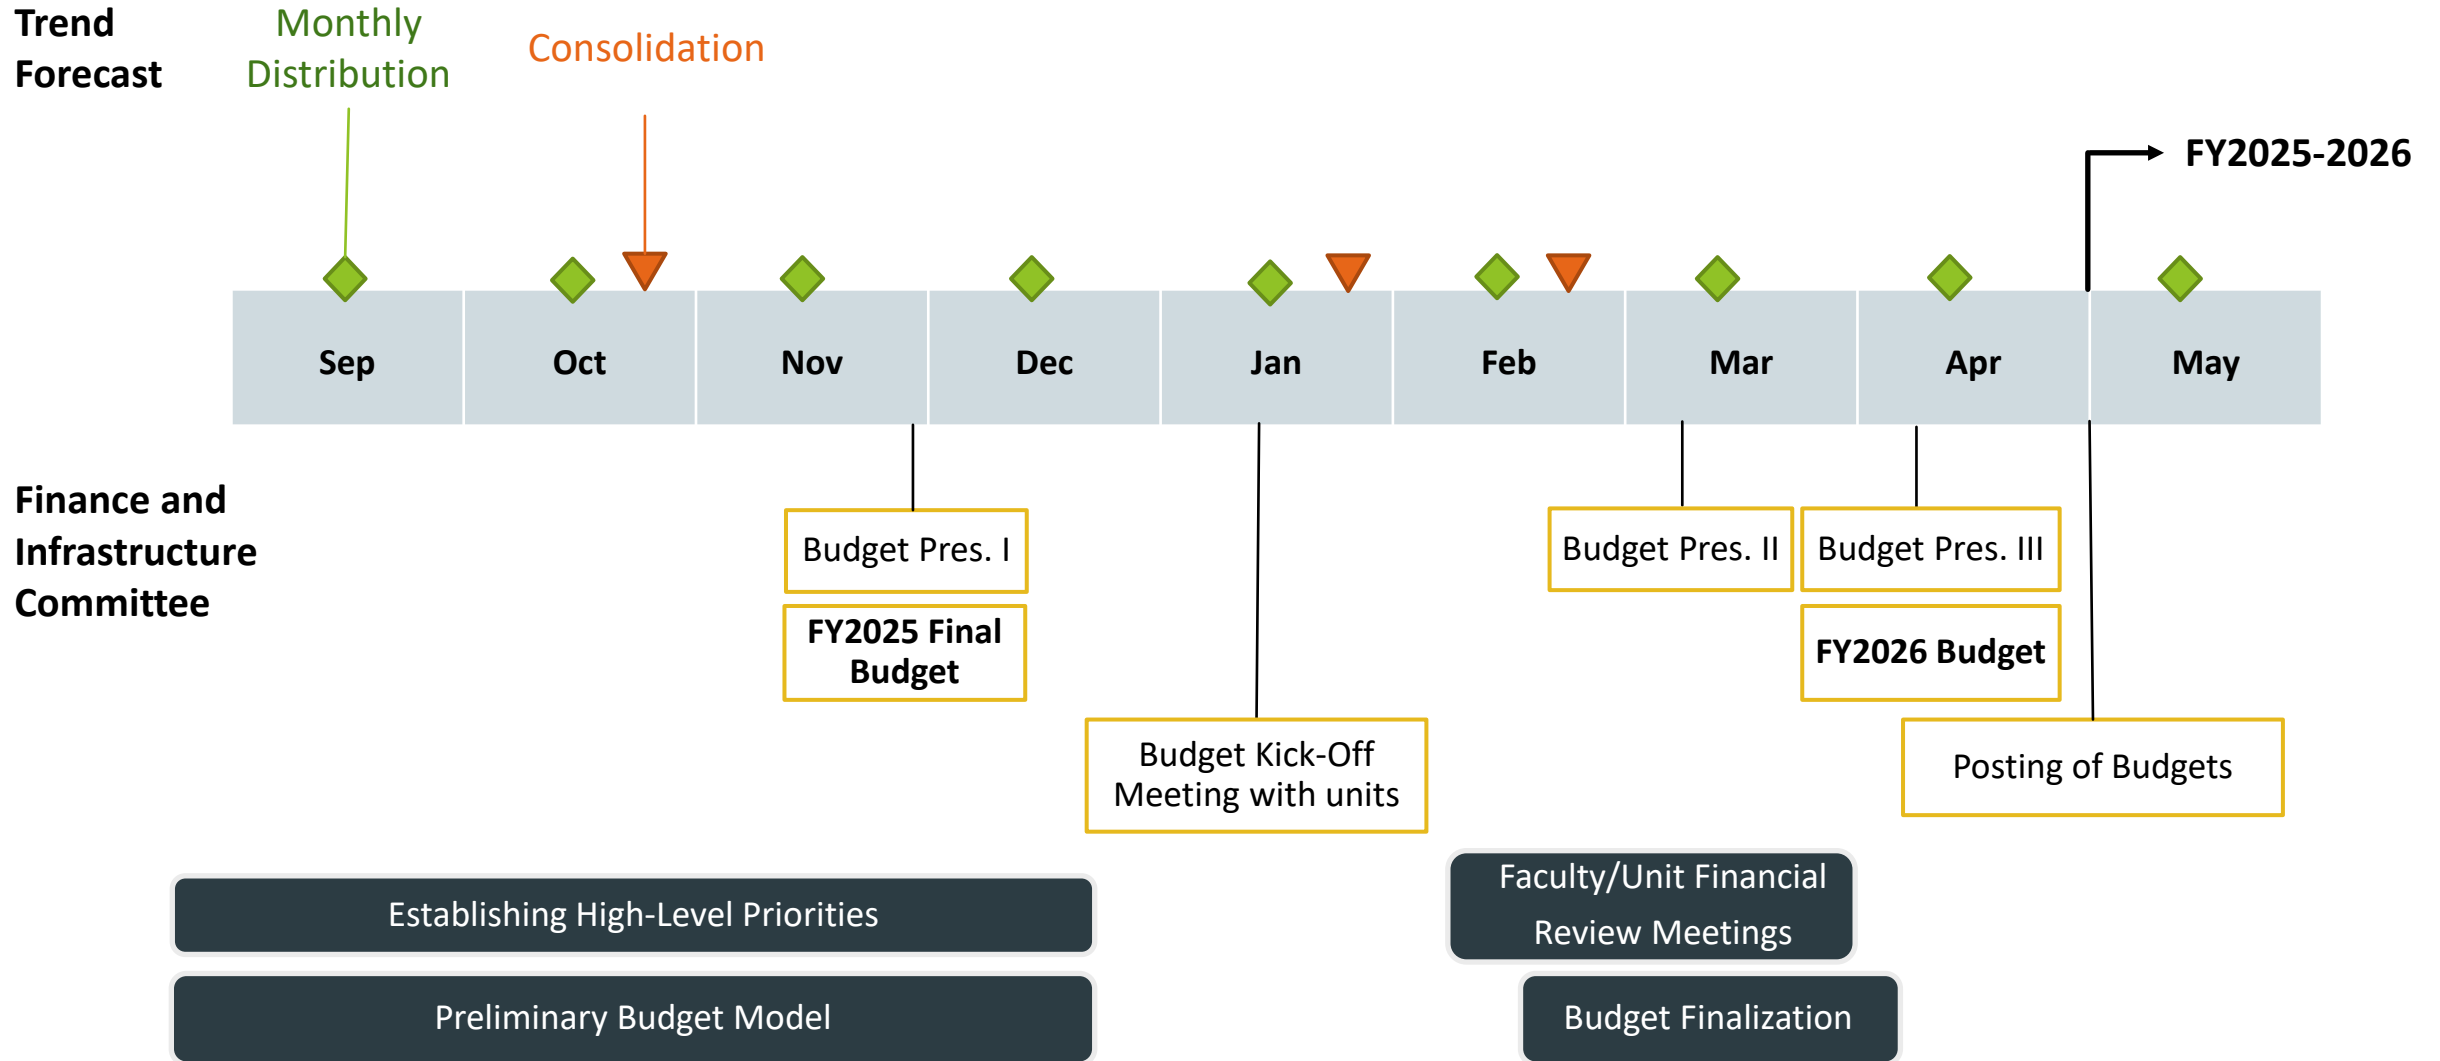 Trend
Forecast
Monthly
Distribution
Consolidation
FY2025-2026
Sep
Oct
Nov
Dec
Jan
Feb
Mar
Apr
May
Finance and
Infrastructure
Committee
Budget Pres. I
FY2025 Final
Budget
Budget Pres. II
Budget Pres. III
FY2026 Budget
Budget Kick-Off
Meeting with units
Posting of Budgets
Establishing High-Level Priorities
Faculty/Unit Financial
Review Meetings
Preliminary Budget Model
Budget Finalization